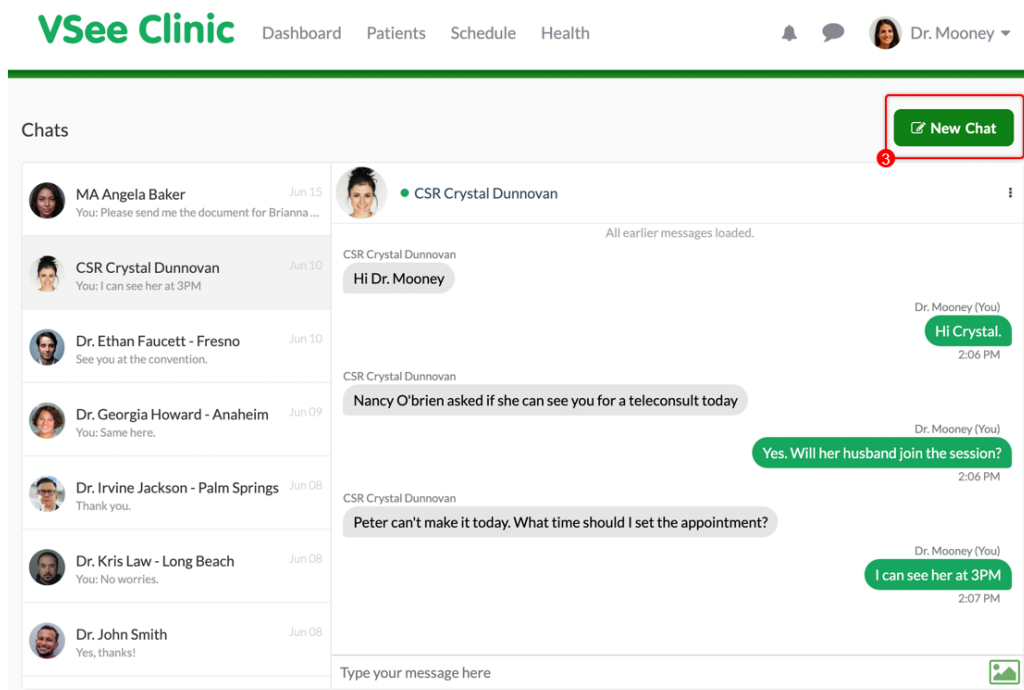 VSee Clinic
Dashboard
Patients
Schedule
Health
Dr. Mooney
Chats
New Chat
3
MA Angela Baker
Jun 15
You: Please send me the document for Brianna ...
CSR Crystal Dunnovan
Jun 10
You: I can see her at 3PM
Dr. Ethan Faucett - Fresno
Jun 10
See you at the convention.
Dr. Georgia Howard - Anaheim
Jun 09
You: Same here.
Dr. Irvine Jackson - Palm Springs
Jun 08
Thank you.
Dr. Kris Law - Long Beach
Jun 08
You: No worries.
Dr. John Smith
Jun 08
Yes, thanks!
CSR Crystal Dunnovan
All earlier messages loaded.
CSR Crystal Dunnovan
Hi Dr. Mooney
Dr. Mooney (You)
Hi Crystal.
2:06 PM
CSR Crystal Dunnovan
Nancy O'brien asked if she can see you for a teleconsult today
Dr. Mooney (You)
Yes. Will her husband join the session?
2:06 PM
CSR Crystal Dunnovan
Peter can't make it today. What time should I set the appointment?
Dr. Mooney (You)
I can see her at 3PM
2:07 PM
Type your message here